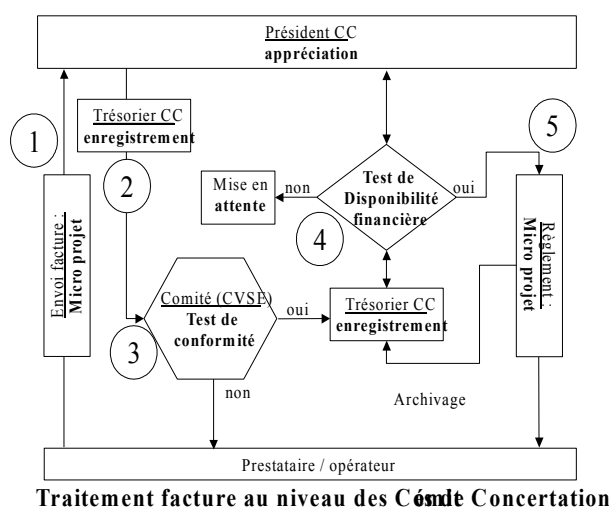 Président CC
appréciation
1
Trésorier CC
enregistrement
5
2
Mise en
attente
non
Test de
Disponibilité
financière
oui
4
Envoi facture :
Micro projet
Règlement :
Micro projet
Comité (CVSE)
Test de
conformité
oui
Trésorier CC
enregistrement
3
non
Archivage
Prestataire / opérateur
Traitement facture au niveau des de Concertation